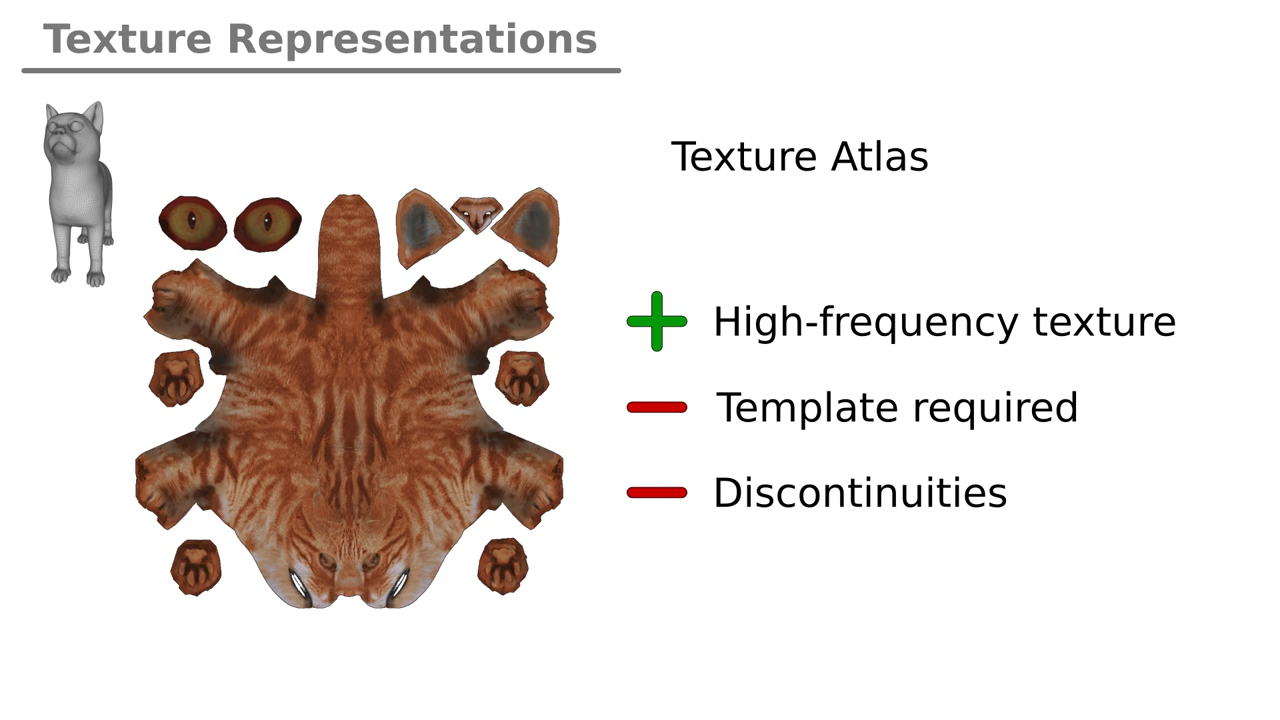 Texture Representations
Texture Atlas
High-frequency texture
Template required
Discontinuities